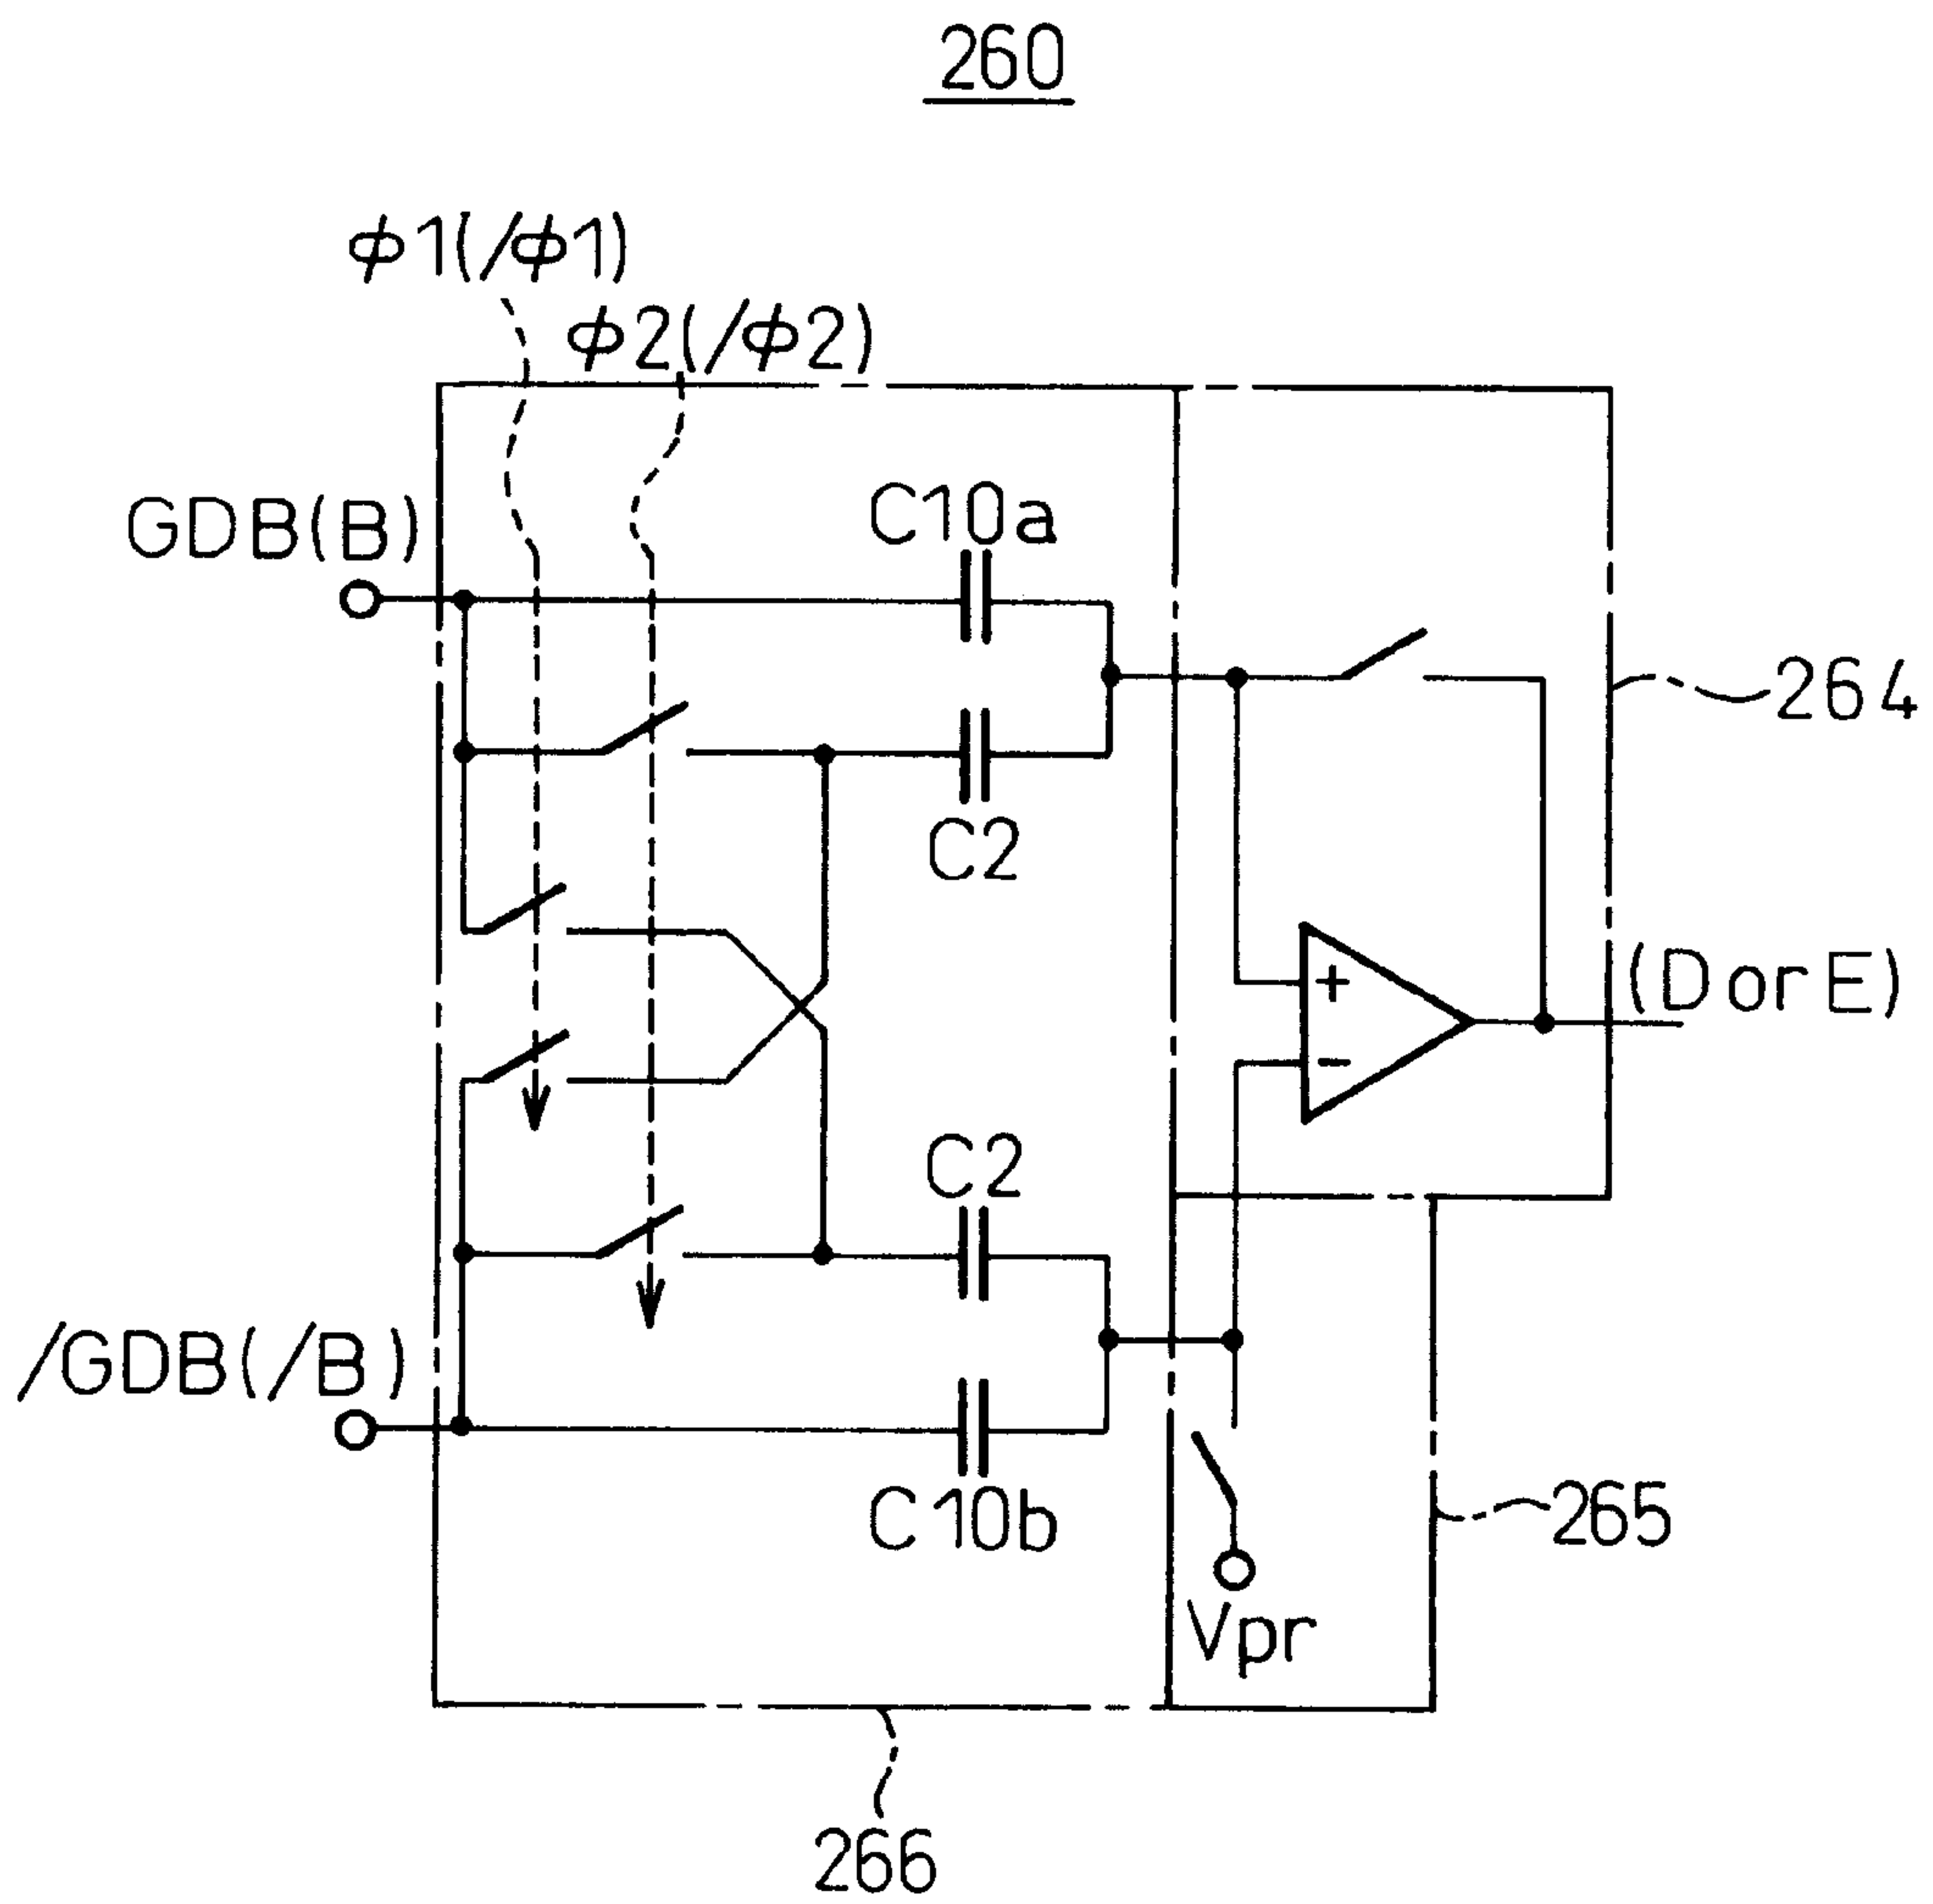 260
φ1(/φ1)
φ2(/φ2)
GDB(B)
C10a
264
C2
(D or E)
+
−
C2
/GDB(/B)
C10b
265
Vpr
266